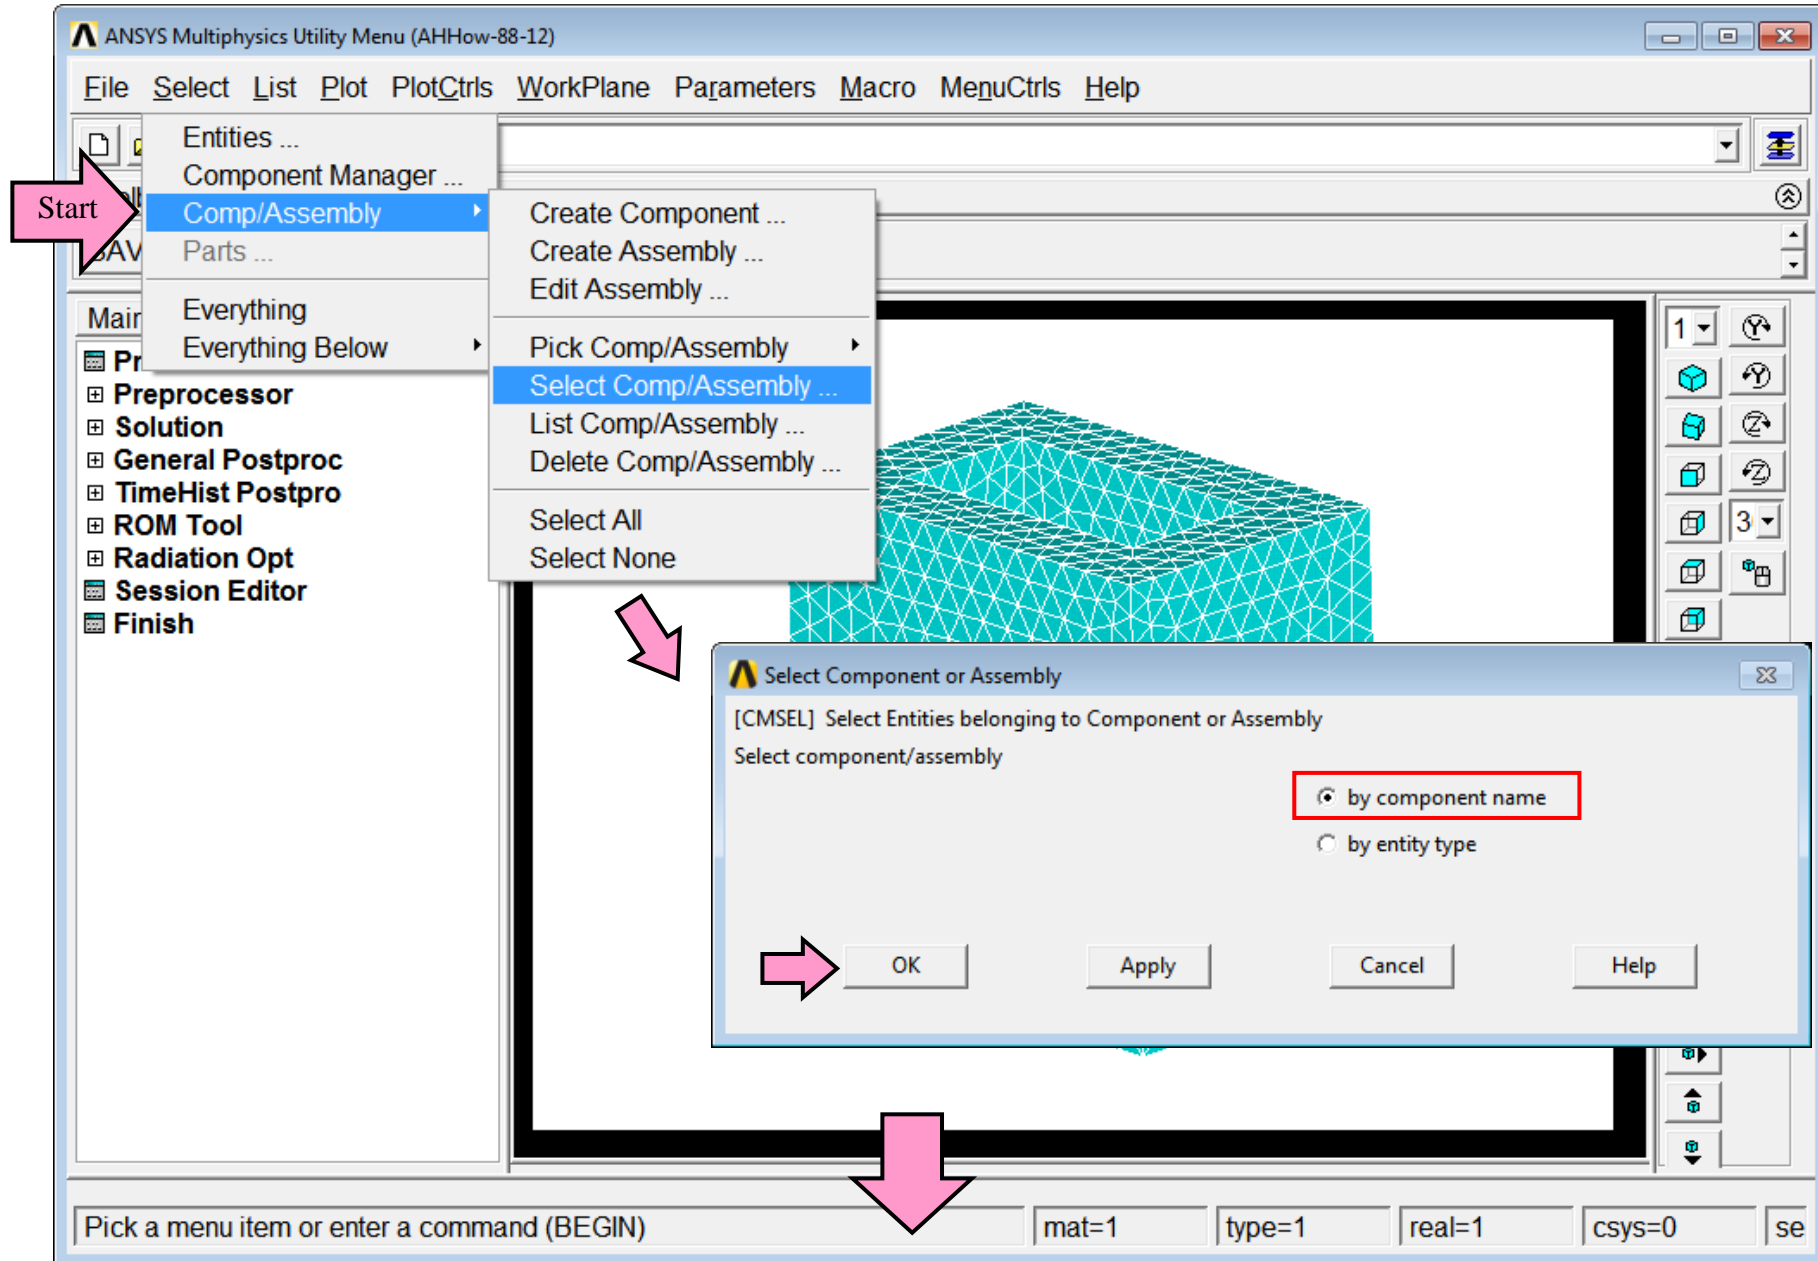 ANSYS Multiphysics Utility Menu (AHHow-88-12)
File Select List Plot PlotCtrls WorkPlane Parameters Macro MenuCtrls Help
Entities ...
Component Manager ...
Start
Comp/Assembly
Parts ...
Everything
Everything Below
Create Component ...
Create Assembly ...
Edit Assembly ...
Pick Comp/Assembly
Select Comp/Assembly ...
List Comp/Assembly ...
Delete Comp/Assembly ...
Select All
Select None
Preprocessor
Solution
General Postproc
TimeHist Postpro
ROM Tool
Radiation Opt
Session Editor
Finish
1
3
Select Component or Assembly
[CMSEL] Select Entities belonging to Component or Assembly
Select component/assembly
by component name
by entity type
OK Apply Cancel Help
Pick a menu item or enter a command (BEGIN) mat=1 type=1 real=1 csys=0 se